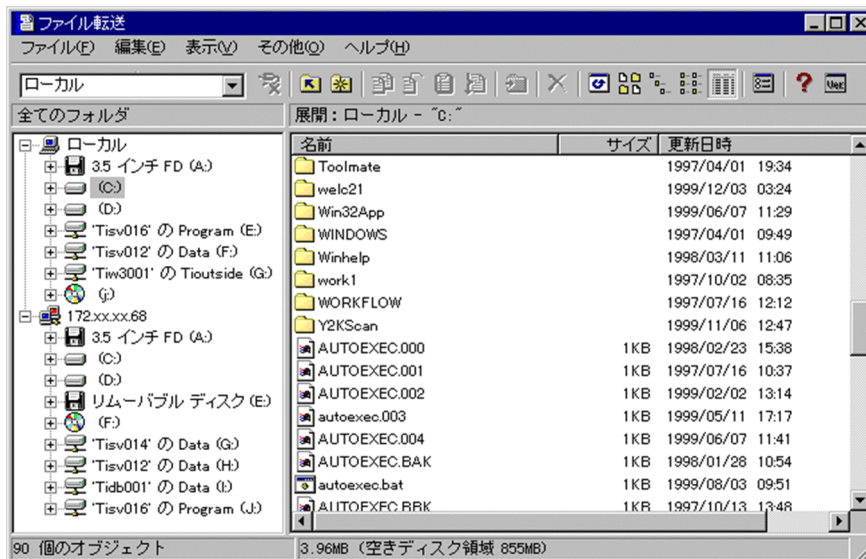 ファイル転送
ファイル(F) 編集(E) 表示(V) その他(O) ヘルプ(H)
ローカル
Ver.
全てのフォルダ
展開：ローカル - "C:"
ローカル
3.5 インチ FD (A:)
(C:)
(D:)
'Tisv016' の Program (E:)
'Tisv012' の Data (F:)
'Tiw3001' の Tioutside (G:)
(j:)
172.xx.xx.68
3.5 インチ FD (A:)
(C:)
(D:)
リムーバブル ディスク (E:)
(F:)
'Tisv014' の Data (G:)
'Tisv012' の Data (H:)
'Tidb001' の Data (I:)
'Tisv016' の Program (J:)
名前 サイズ 更新日時
Toolmate 1997/04/01 19:34
welc21 1999/12/03 03:24
Win32App 1999/06/07 11:29
WINDOWS 1997/04/01 09:49
Winhelp 1998/03/11 11:06
work1 1997/10/02 08:35
WORKFLOW 1997/07/16 12:12
Y2KScan 1999/11/06 12:47
AUTOEXEC.000 1KB 1998/02/23 15:38
AUTOEXEC.001 1KB 1997/07/16 10:37
AUTOEXEC.002 1KB 1999/02/02 13:14
autoexec.003 1KB 1999/05/11 17:17
AUTOEXEC.004 1KB 1999/06/07 11:41
AUTOEXEC.BAK 1KB 1998/01/28 10:54
autoexec.bat 1KB 1999/08/03 09:51
AUTOEXEC.BBK 1KB 1997/10/13 13:48
90 個のオブジェクト
3.96MB (空きディスク領域 855MB)